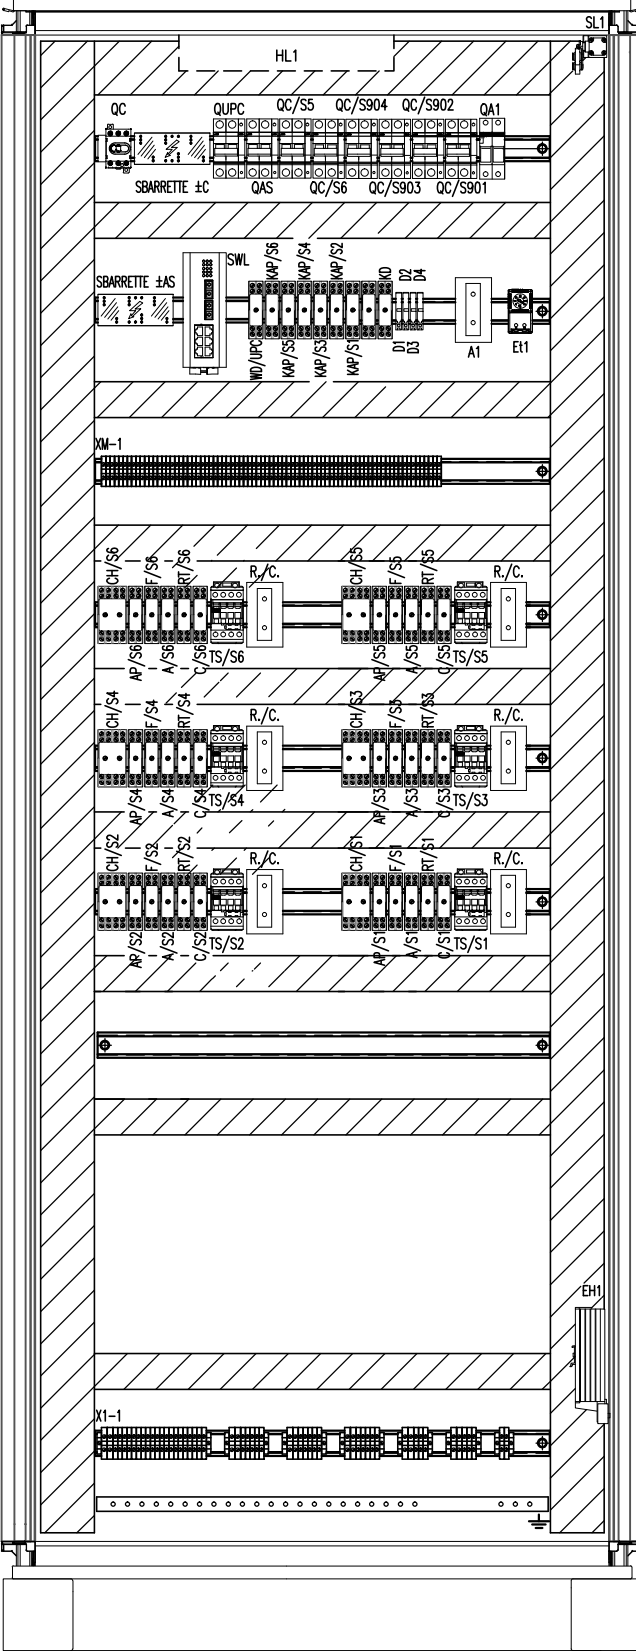 SL1
HL1
QC QUPC QC/S5 QC/S904 QC/S902 QA1
SBARRETTE ±C QAS QC/S6 QC/S903 QC/S901
SBARRETTE ±AS SWL KAP/S6 KAP/S4 KAP/S2 KD D2 D4
WD/UPC KAP/S5 KAP/S3 KAP/S1 D1 D3 A1 Et1
XM-1
CH/S6 F/S6 RT/S6 R./C. CH/S5 F/S5 RT/S5 R./C.
AP/S6 A/S6 C/S6 TS/S6 AP/S5 A/S5 C/S5 TS/S5
CH/S4 F/S4 RT/S4 R./C. CH/S3 F/S3 RT/S3 R./C.
AP/S4 A/S4 C/S4 TS/S4 AP/S3 A/S3 C/S3 TS/S3
CH/S2 F/S2 RT/S2 R./C. CH/S1 F/S1 RT/S1 R./C.
AP/S2 A/S2 C/S2 TS/S2 AP/S1 A/S1 C/S1 TS/S1
EH1
X1-1